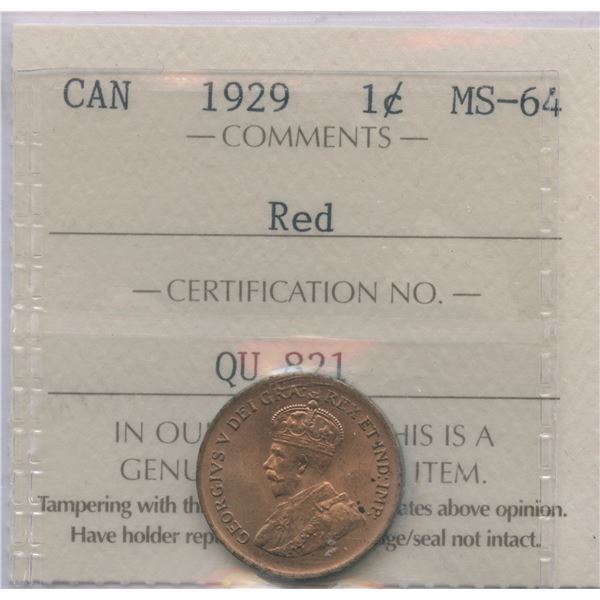 CAN 1929 1¢ MS-64
— COMMENTS —
Red
— CERTIFICATION NO. —
QU 821
IN OU HIS IS A
GENU ITEM.
Tampering with th ates above opinion.
Have holder rep ge/seal not intact.
GEORGIVS V DEI GRA: REX ET IND: IMP: